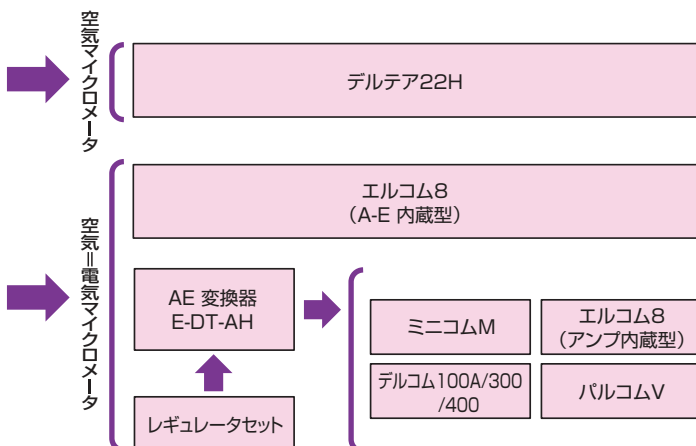 空気マイクロメータ
デルテア22H
空気=電気マイクロメータ
エルコム8
(A-E 内蔵型)
AE 変換器
E-DT-AH
レギュレータセット
ミニコムM
エルコム8
(アンプ内蔵型)
デルコム100A/300
/400
パルコムV